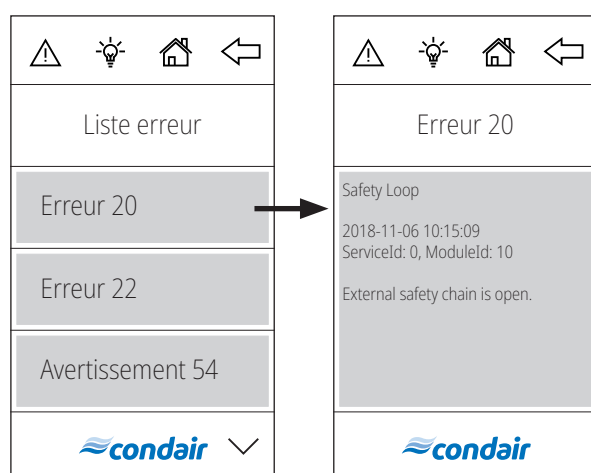 Liste erreur
Erreur 20
Erreur 22
Avertissement 54
condair
Erreur 20
Safety Loop
2018-11-06 10:15:09
ServiceId: 0, ModuleId: 10
External safety chain is open.
condair